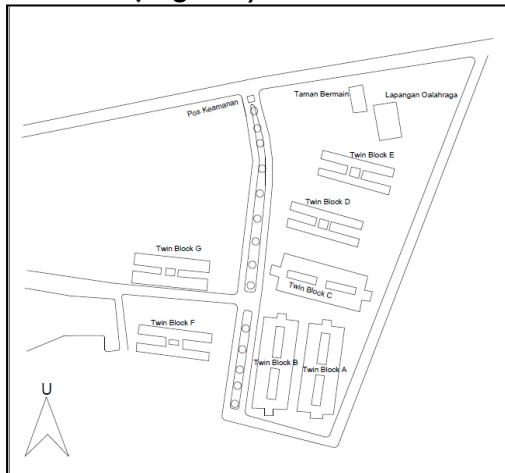 Taman Bermain
Lapangan Oalahraga
Pos Keamanan
Twin Block E
Twin Block D
Twin Block G
Twin Block C
Twin Block F
Twin Block B
Twin Block A
U